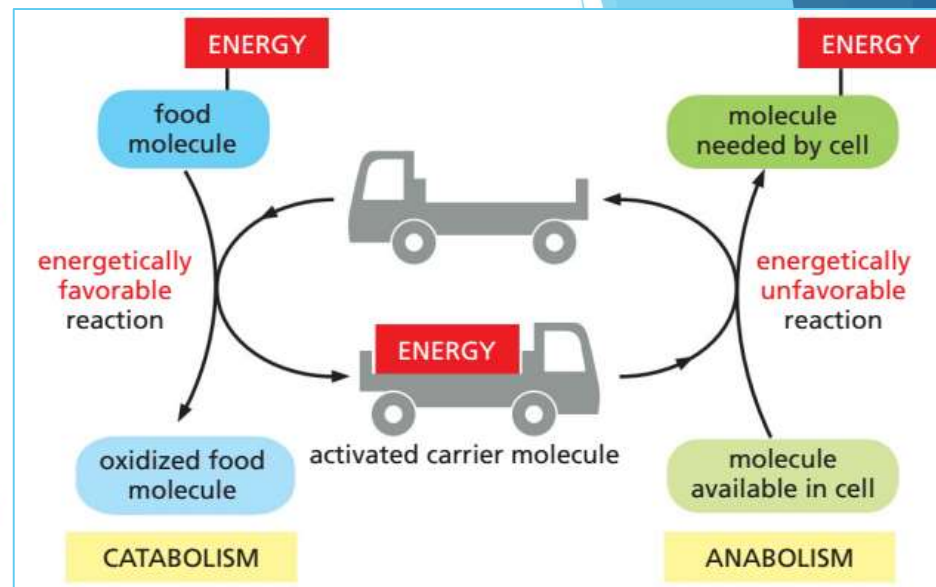 ENERGY
food
molecule
energetically
favorable
reaction
oxidized food
molecule
CATABOLISM
ENERGY
activated carrier molecule
ENERGY
molecule
needed by cell
energetically
unfavorable
reaction
molecule
available in cell
ANABOLISM